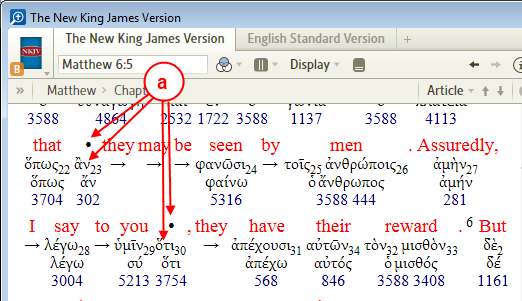 The New King James Version
The New King James Version English Standard Version
NKJV
B
Matthew 6:5 Display
» Matthew › Chapt Article
a
3588 4864 2532 1722 3588 1137 3588 4113
that • they may be seen by men . Assuredly,
ὅπως22 ἂν23 → → → φανῶσι24 → τοῖς25 ἀνθρώποις26 ἀμὴν27
ὅπως ἄν φαίνω ὁ ἄνθρωπος ἀμήν
3704 302 5316 3588 444 281
I say to you • , they have their reward . 6 But
→ λέγω28 → ὑμῖν29 ὅτι30 → ἀπέχουσι31 αὐτῶν34 τὸν32 μισθὸν33 δὲ2
λέγω σύ ὅτι ἀπέχω αὐτός ὁ μισθός δέ
3004 5213 3754 568 846 3588 3408 1161